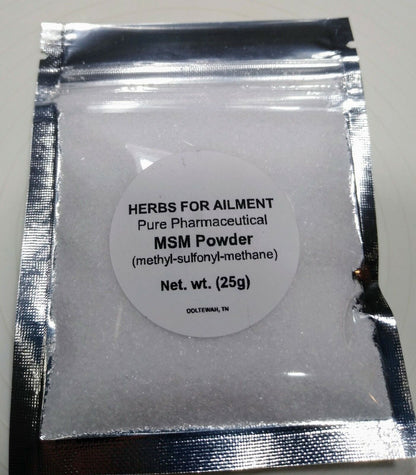 HERBS FOR AILMENT
Pure Pharmaceutical
MSM Powder
(methyl-sulfonyl-methane)
Net. wt. (25g)
OOLTEWAH, TN